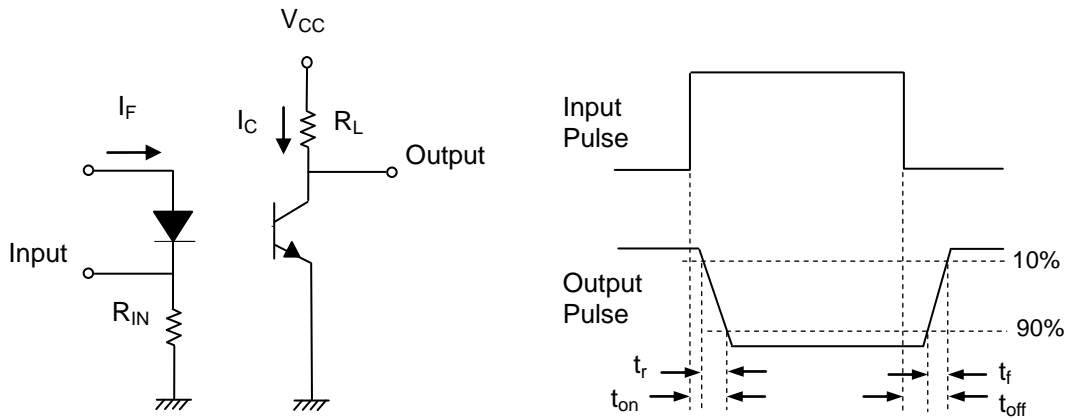 V_CC
I_F
I_C
R_L
Output
Input
R_IN
Input
Pulse
Output
Pulse
10%
90%
t_r
t_f
t_on
t_off